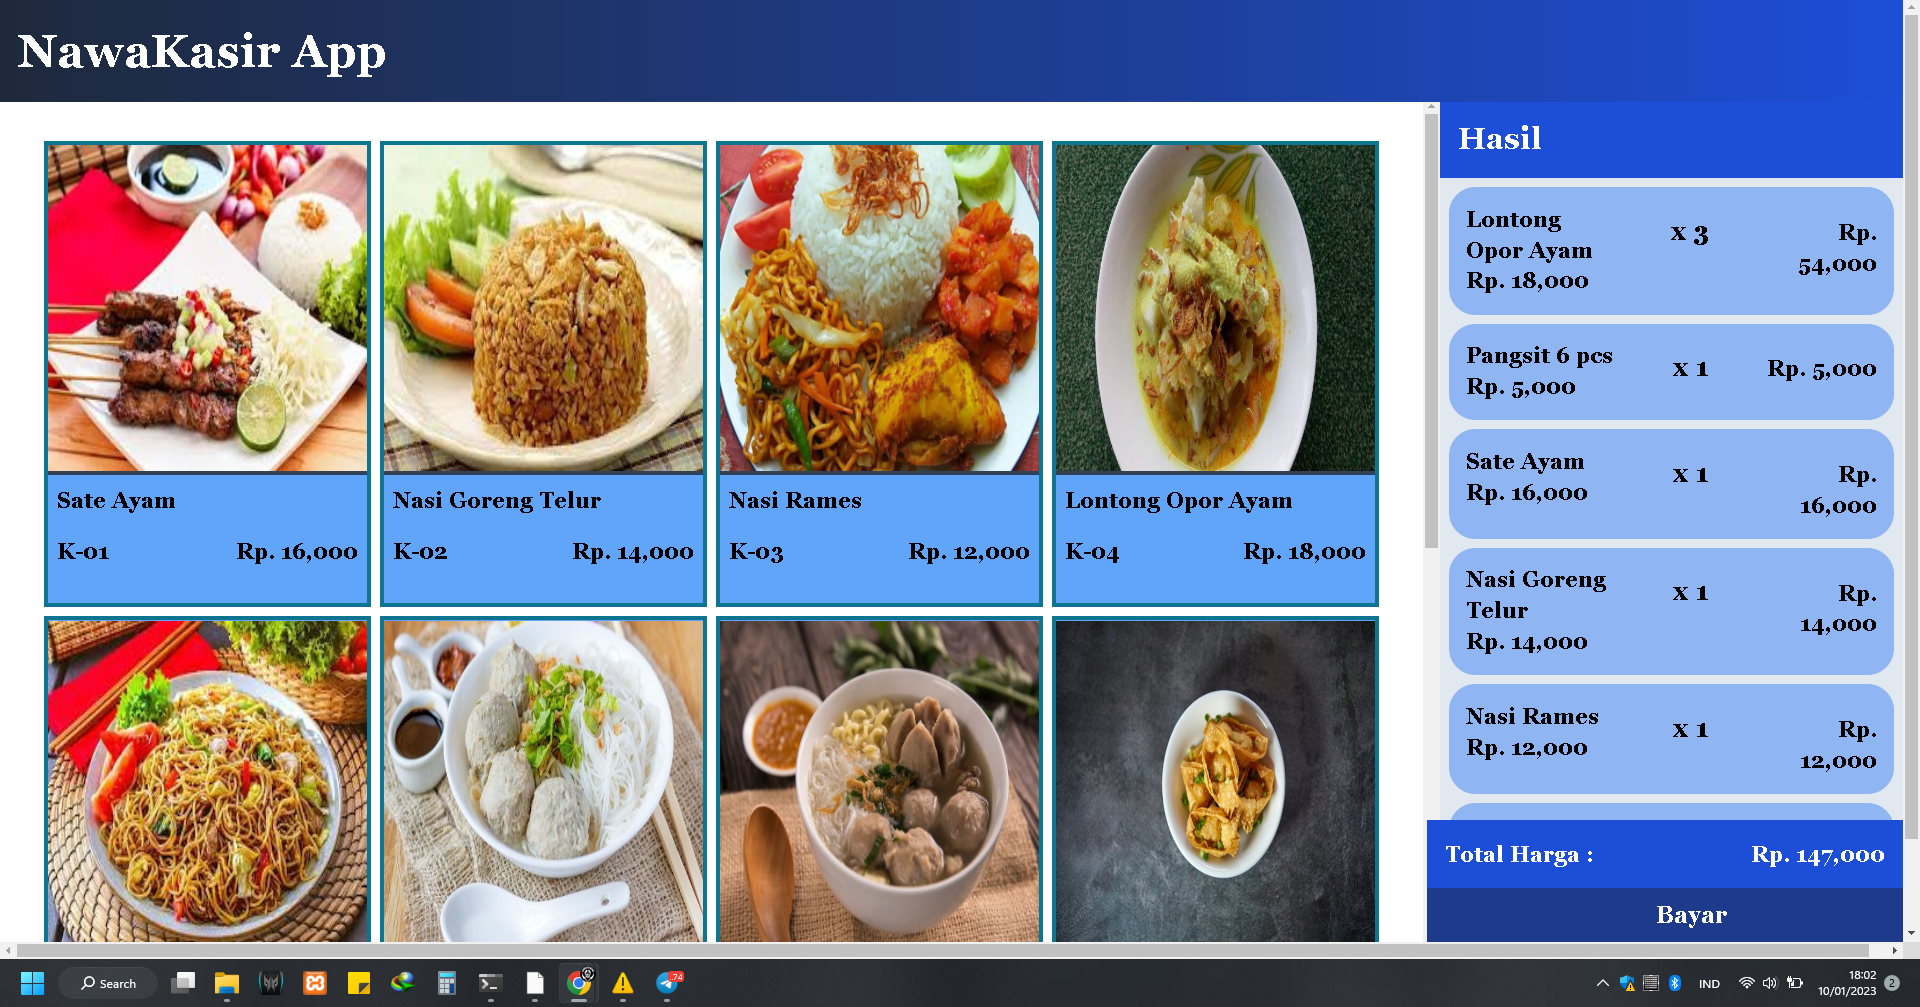 NawaKasir App
Sate Ayam
K-01 Rp. 16,000
Nasi Goreng Telur
K-02 Rp. 14,000
Nasi Rames
K-03 Rp. 12,000
Lontong Opor Ayam
K-04 Rp. 18,000
Hasil
Lontong
Opor Ayam
Rp. 18,000
x 3
Rp.
54,000
Pangsit 6 pcs
Rp. 5,000
x 1
Rp. 5,000
Sate Ayam
Rp. 16,000
x 1
Rp.
16,000
Nasi Goreng
Telur
Rp. 14,000
x 1
Rp.
14,000
Nasi Rames
Rp. 12,000
x 1
Rp.
12,000
Total Harga : Rp. 147,000
Bayar
Search
74
IND
18:02
10/01/2023
2